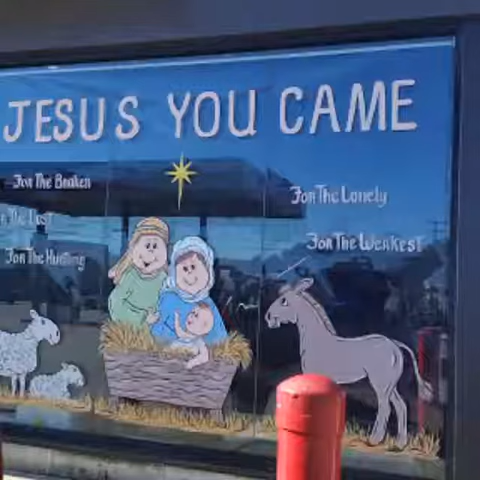 JESUS YOU CAME
For The Broken
For The Lonely
The Lost
For The Weakest
For The Hurting